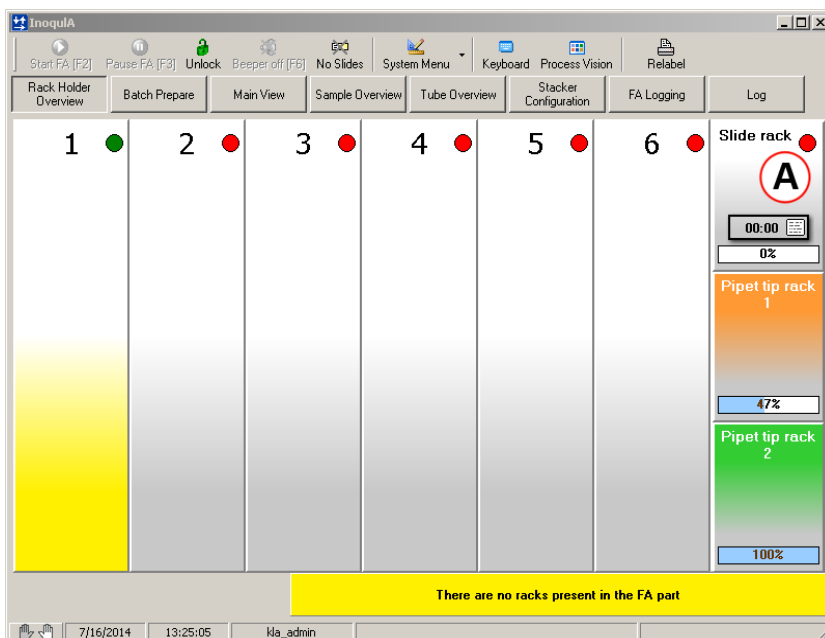 InoqulA
Start FA [F2]
Pause FA [F3]
Unlock
Beeper off [F6]
No Slides
System Menu
Keyboard
Process Vision
Relabel
Rack Holder
Overview
Batch Prepare
Main View
Sample Overview
Tube Overview
Stacker
Configuration
FA Logging
Log
1
2
3
4
5
6
Slide rack
A
00:00
0%
Pipet tip rack
1
47%
Pipet tip rack
2
100%
There are no racks present in the FA part
7/16/2014
13:25:05
kla_admin